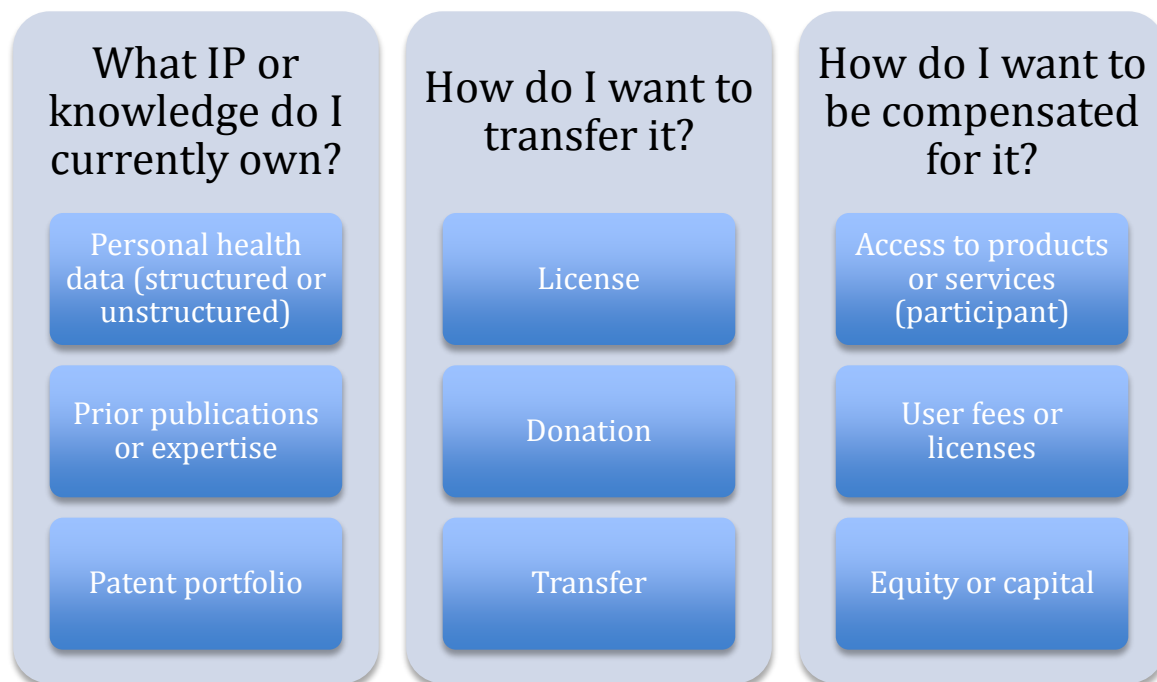 What IP or
knowledge do I
currently own?
Personal health
data (structured or
unstructured)
Prior publications
or expertise
Patent portfolio
How do I want to
transfer it?
License
Donation
Transfer
How do I want to
be compensated
for it?
Access to products
or services
(participant)
User fees or
licenses
Equity or capital